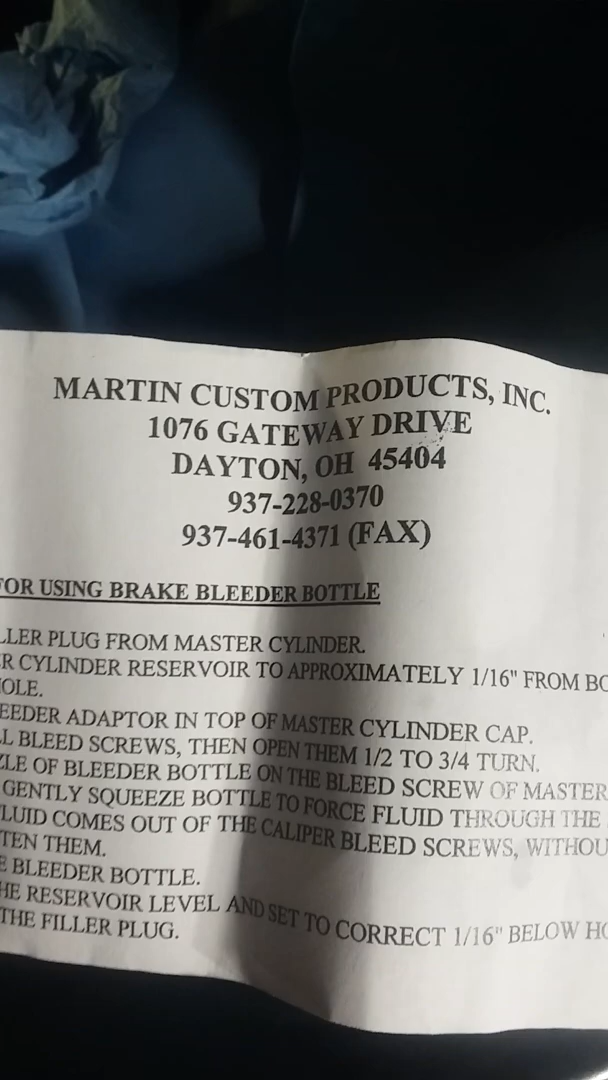 MARTIN CUSTOM PRODUCTS, INC.
1076 GATEWAY DRIVE
DAYTON, OH 45404
937-228-0370
937-461-4371 (FAX)
FOR USING BRAKE BLEEDER BOTTLE
LLER PLUG FROM MASTER CYLINDER.
R CYLINDER RESERVOIR TO APPROXIMATELY 1/16" FROM BO
OLE.
EEDER ADAPTOR IN TOP OF MASTER CYLINDER CAP.
L BLEED SCREWS, THEN OPEN THEM 1/2 TO 3/4 TURN.
ZLE OF BLEEDER BOTTLE ON THE BLEED SCREW OF MASTER
GENTLY SQUEEZE BOTTLE TO FORCE FLUID THROUGH THE
LUID COMES OUT OF THE CALIPER BLEED SCREWS, WITHOU
TEN THEM.
E BLEEDER BOTTLE.
HE RESERVOIR LEVEL AND SET TO CORRECT 1/16" BELOW HO
THE FILLER PLUG.